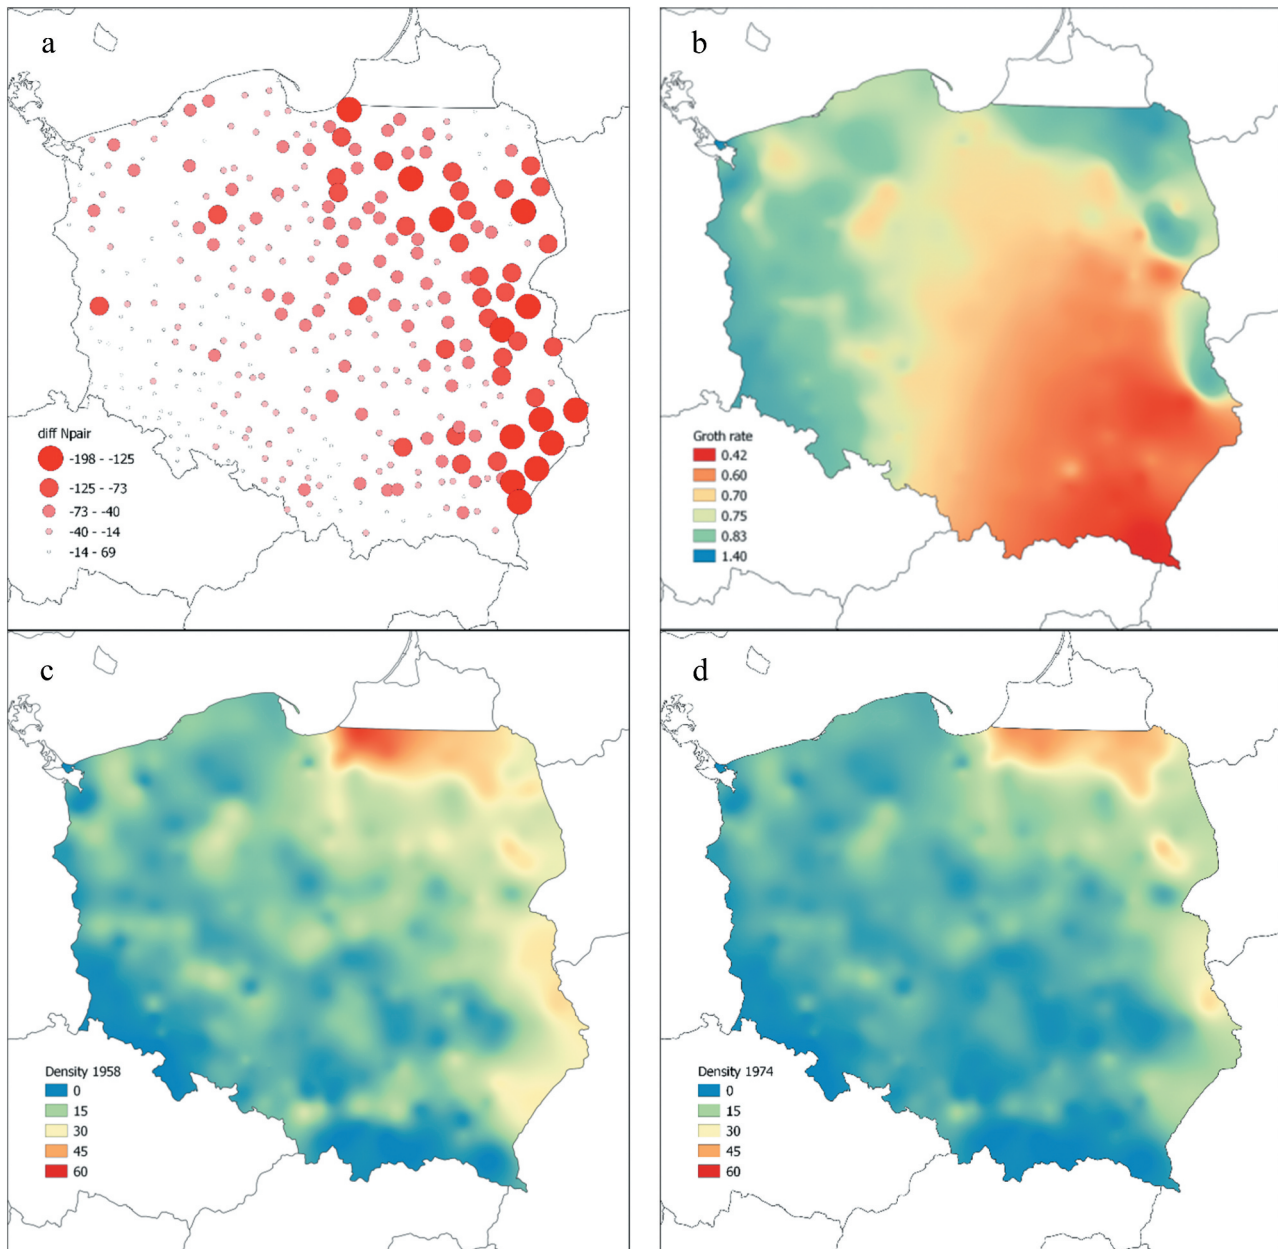 a
diff Npair
-198 - -125
-125 - -73
-73 - -40
-40 - -14
-14 - 69
b
Groth rate
0.42
0.60
0.70
0.75
0.83
1.40
c
Density 1958
0
15
30
45
60
d
Density 1974
0
15
30
45
60